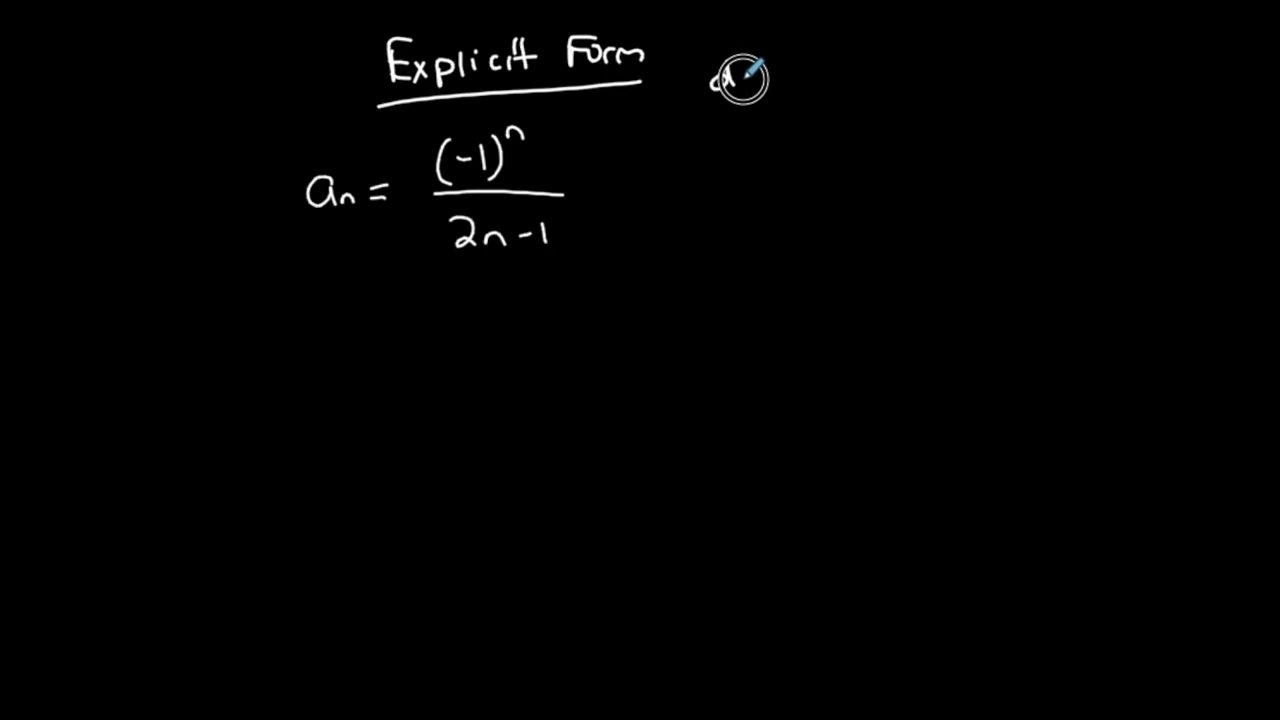 Explicit Form a
aₙ = (-1)ⁿ
2n-1